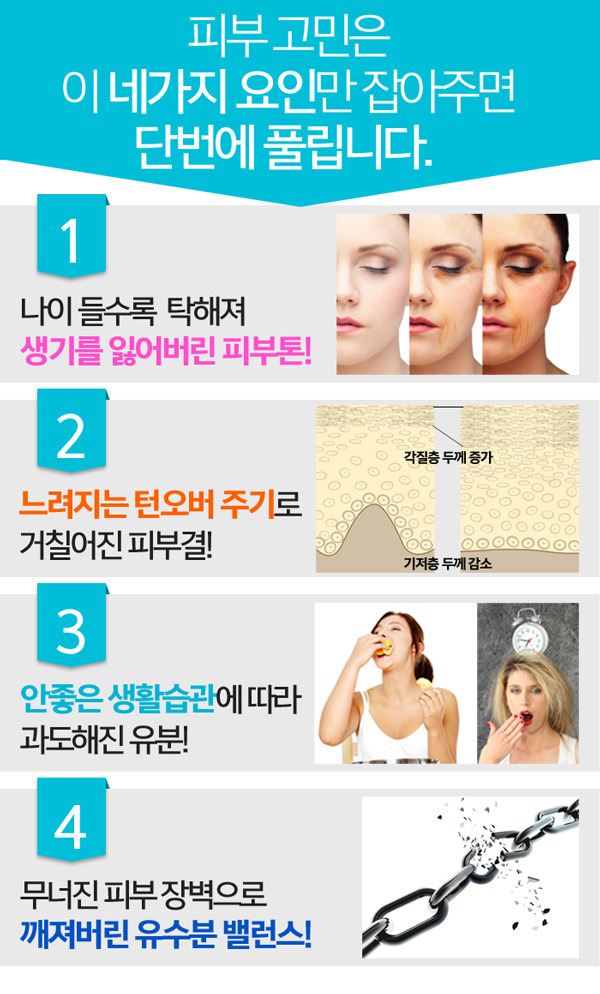 피부 고민은
이 네가지 요인만 잡아주면
단번에 풀립니다.
1
나이 들수록 탁해져
생기를 잃어버린 피부톤!
2
느려지는 턴오버 주기로
거칠어진 피부결!
각질층 두께 증가
기저층 두께 감소
3
안좋은 생활습관에 따라
과도해진 유분!
4
무너진 피부 장벽으로
깨져버린 유수분 밸런스!